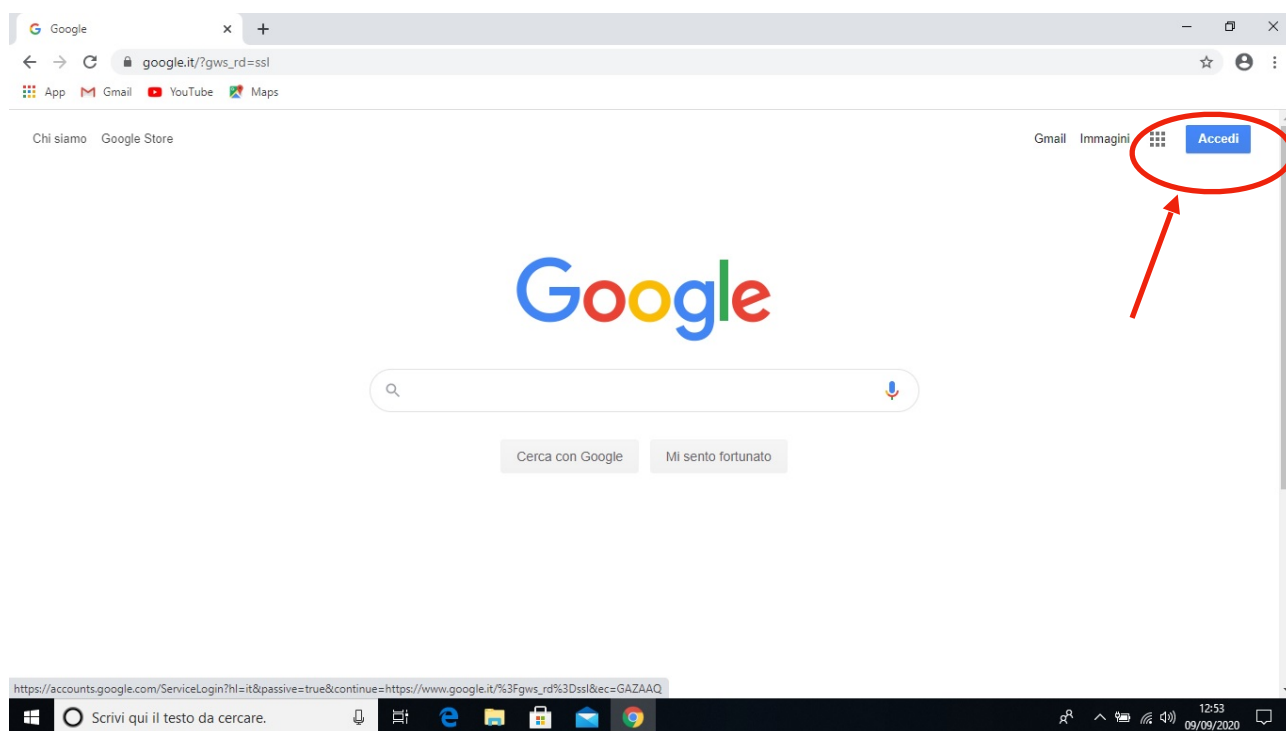 Google
google.it/?gws_rd=ssl
App Gmail YouTube Maps
Chi siamo Google Store
Gmail Immagini Accedi
Google
Cerca con Google Mi sento fortunato
https://accounts.google.com/ServiceLogin?hl=it&passive=true&continue=https://www.google.it/%3Fgws_rd%3Dssl&ec=GAZAAQ
Scrivi qui il testo da cercare.
12:53
09/09/2020